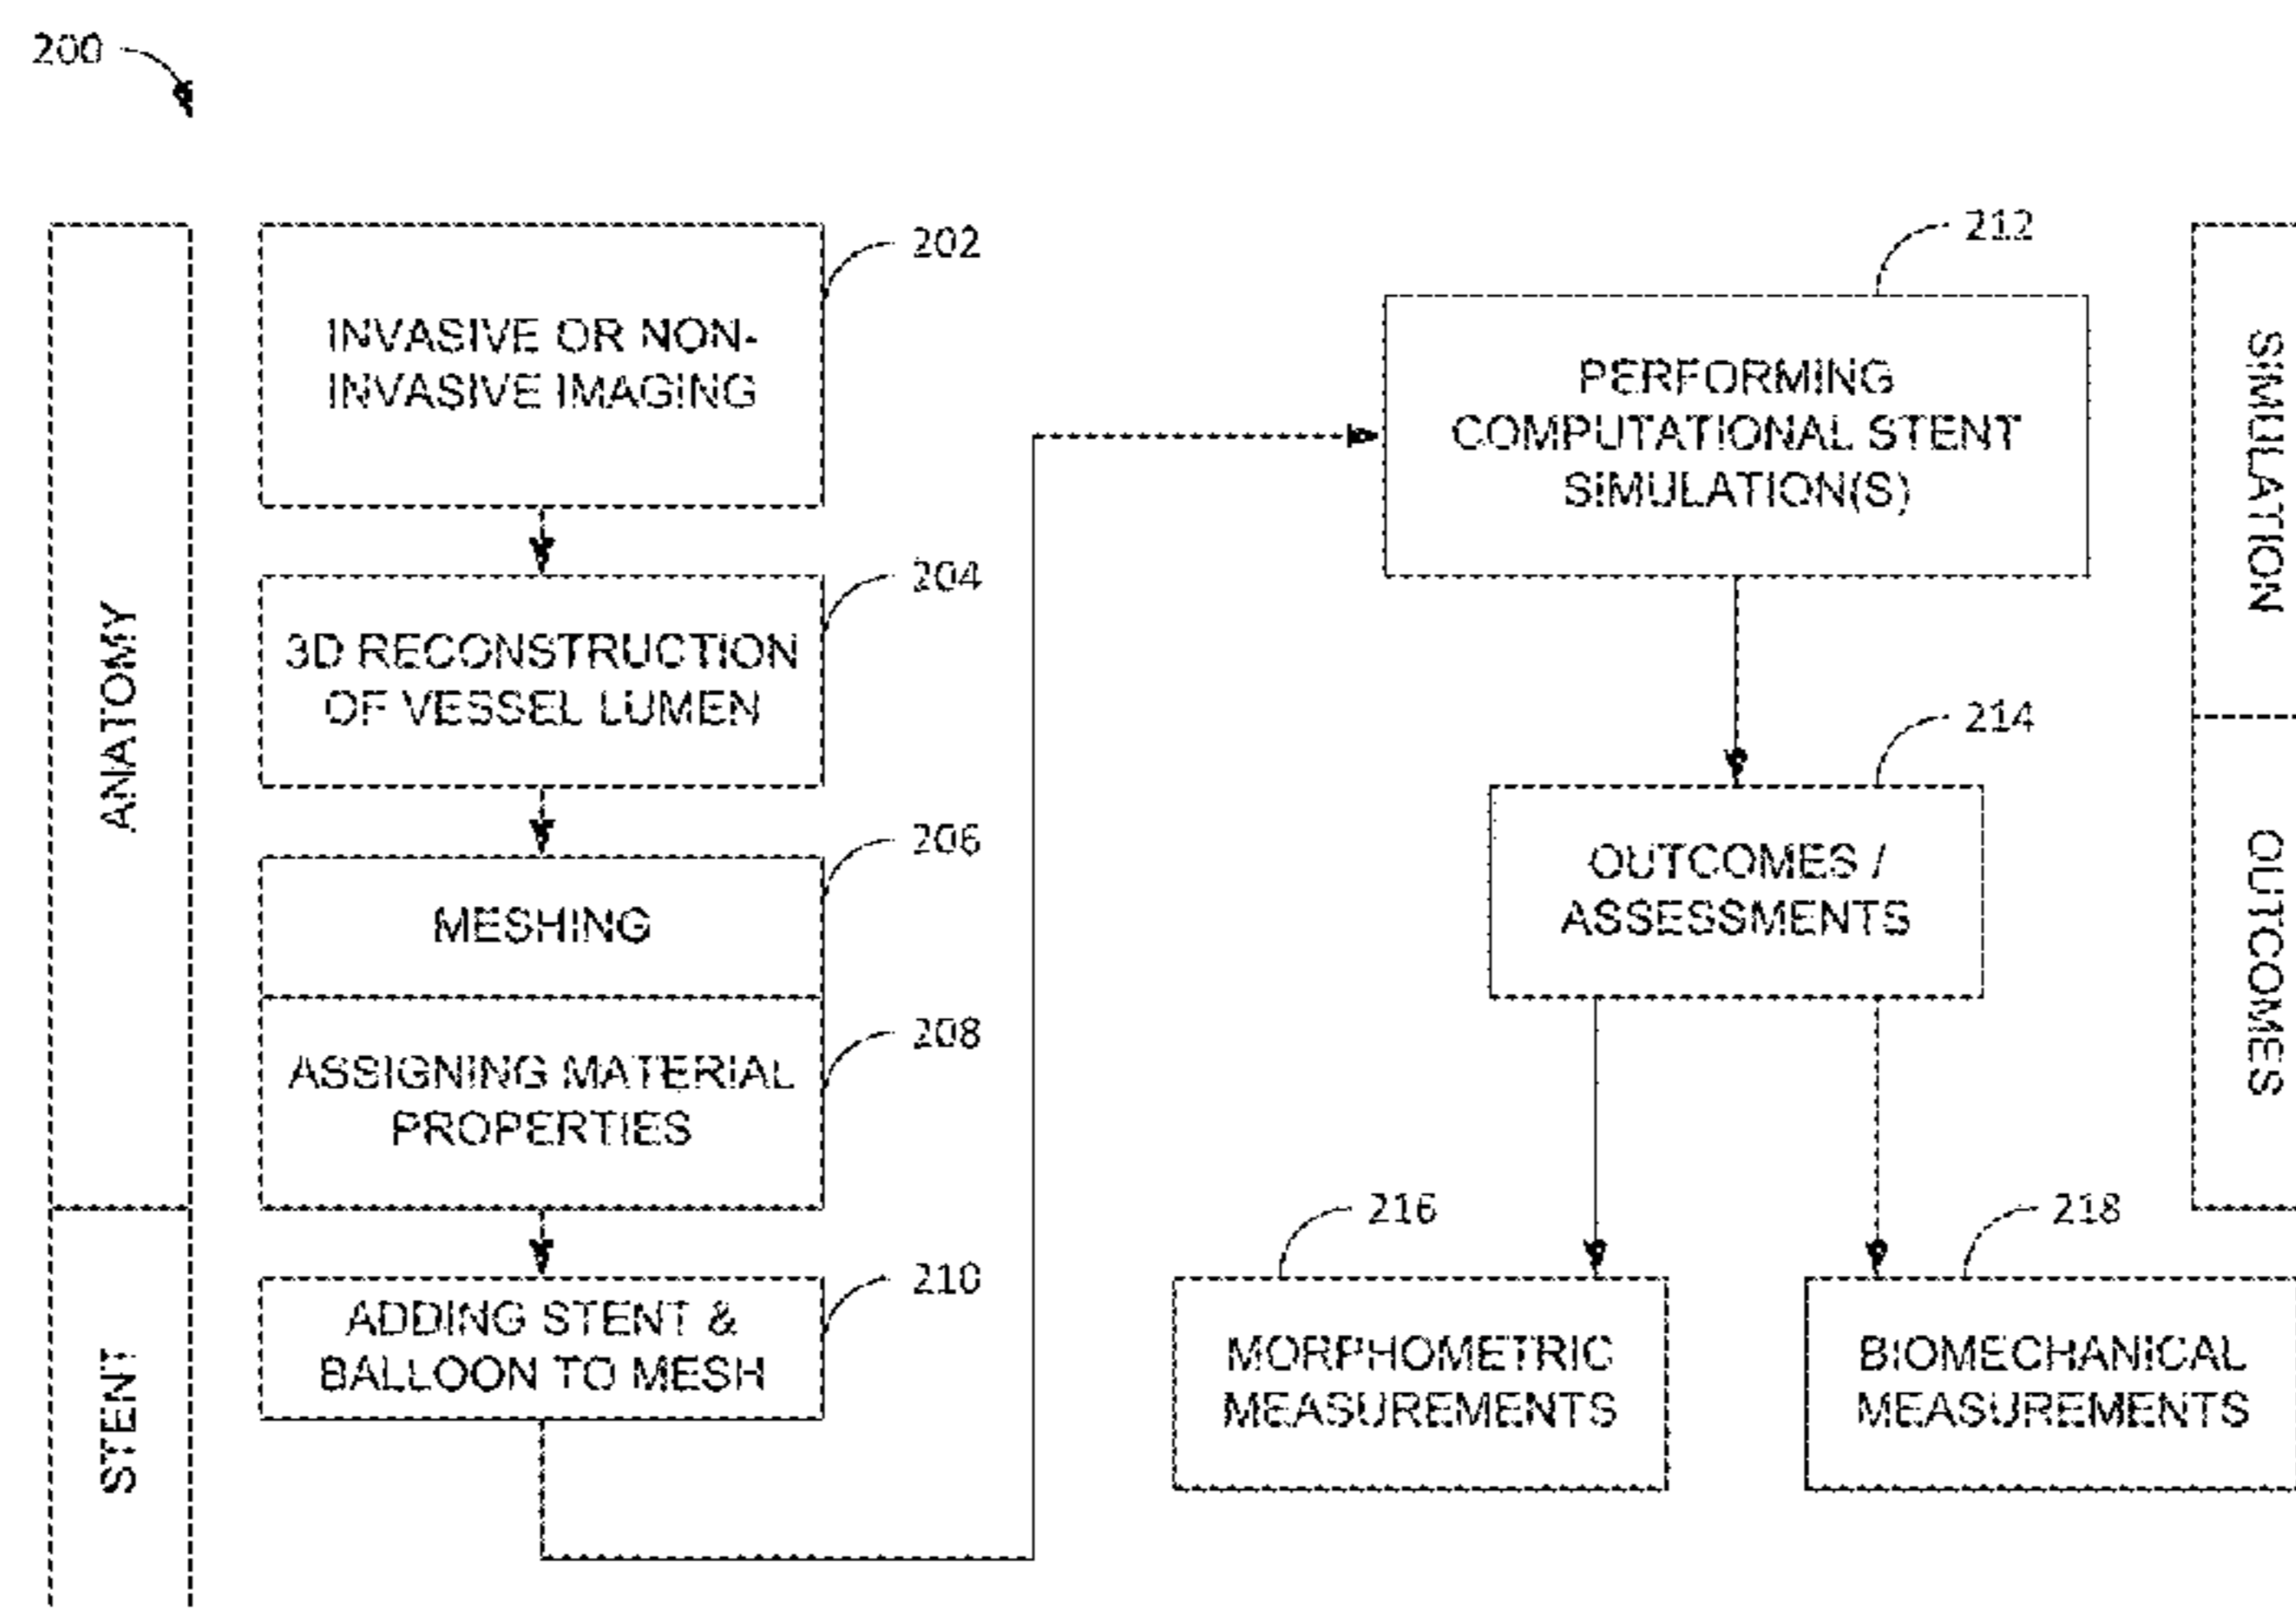 200
ANATOMY
STENT
202
INVASIVE OR NON-
INVASIVE IMAGING
204
3D RECONSTRUCTION
OF VESSEL LUMEN
206
MESHING
208
ASSIGNING MATERIAL
PROPERTIES
210
ADDING STENT &
BALLOON TO MESH
212
PERFORMING
COMPUTATIONAL STENT
SIMULATION(S)
214
OUTCOMES /
ASSESSMENTS
216
MORPHOMETRIC
MEASUREMENTS
218
BIOMECHANICAL
MEASUREMENTS
SIMULATION
OUTCOMES